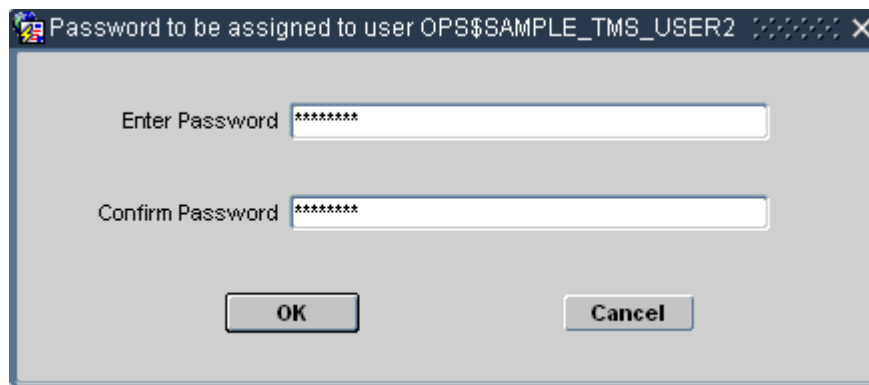 Password to be assigned to user OPS$SAMPLE_TMS_USER2
Enter Password ********
Confirm Password ********
OK Cancel